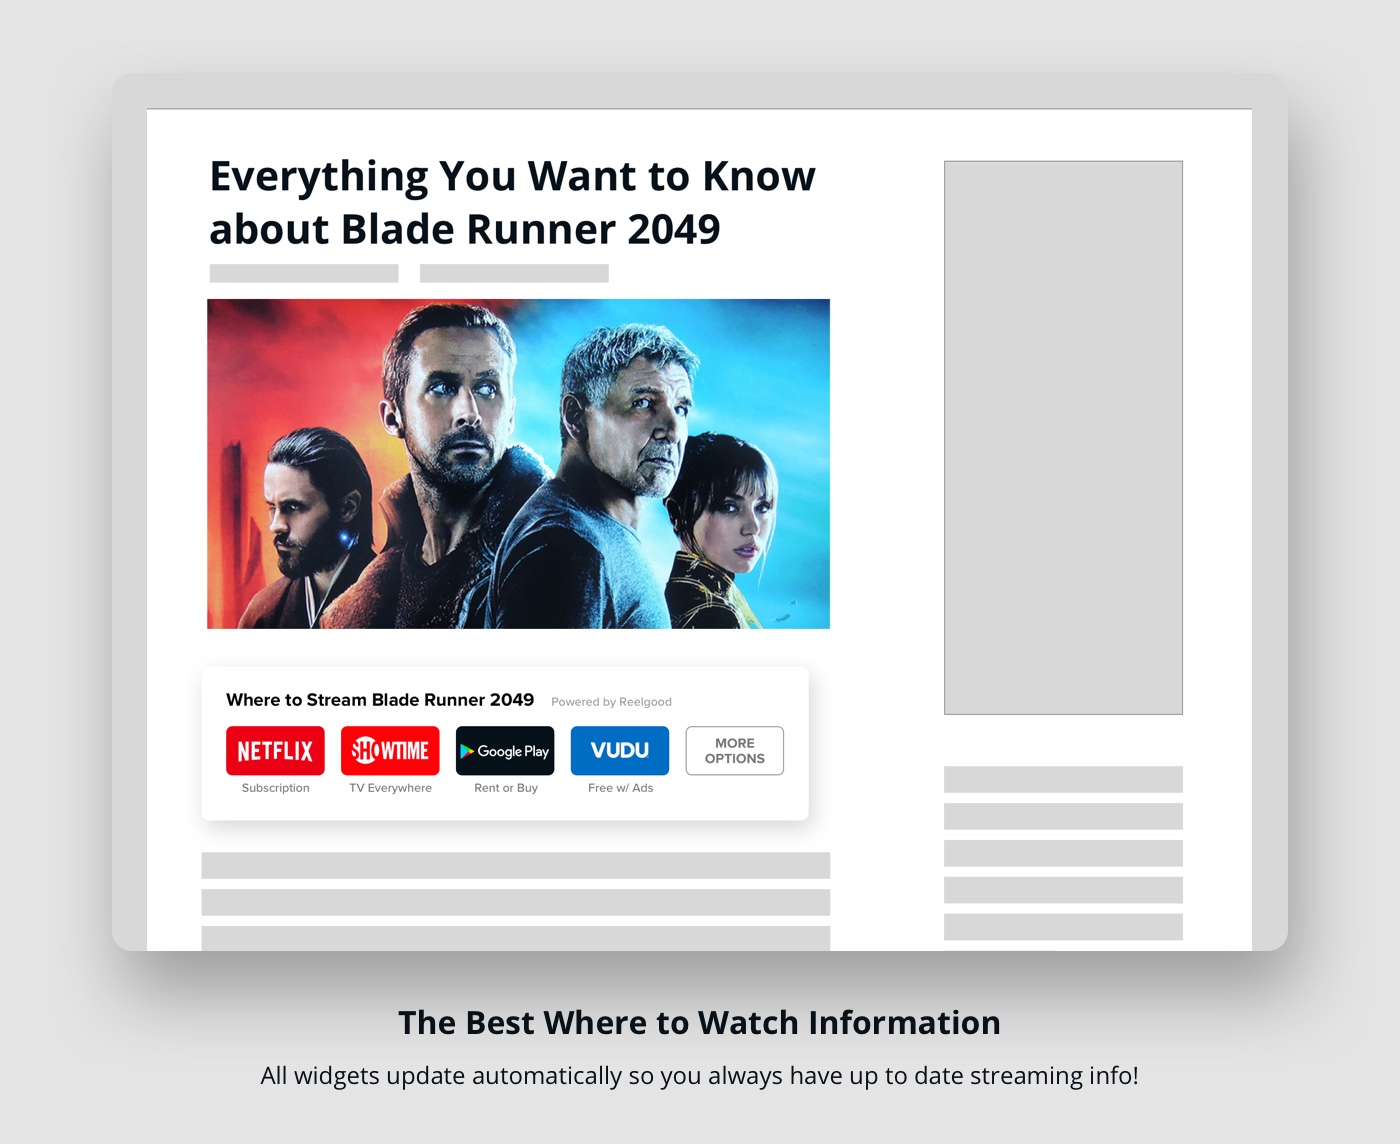 Everything You Want to Know
about Blade Runner 2049
Where to Stream Blade Runner 2049 Powered by Reelgood
NETFLIX SHOWTIME Google Play VUDU MORE
OPTIONS
Subscription TV Everywhere Rent or Buy Free w/ Ads
The Best Where to Watch Information
All widgets update automatically so you always have up to date streaming info!